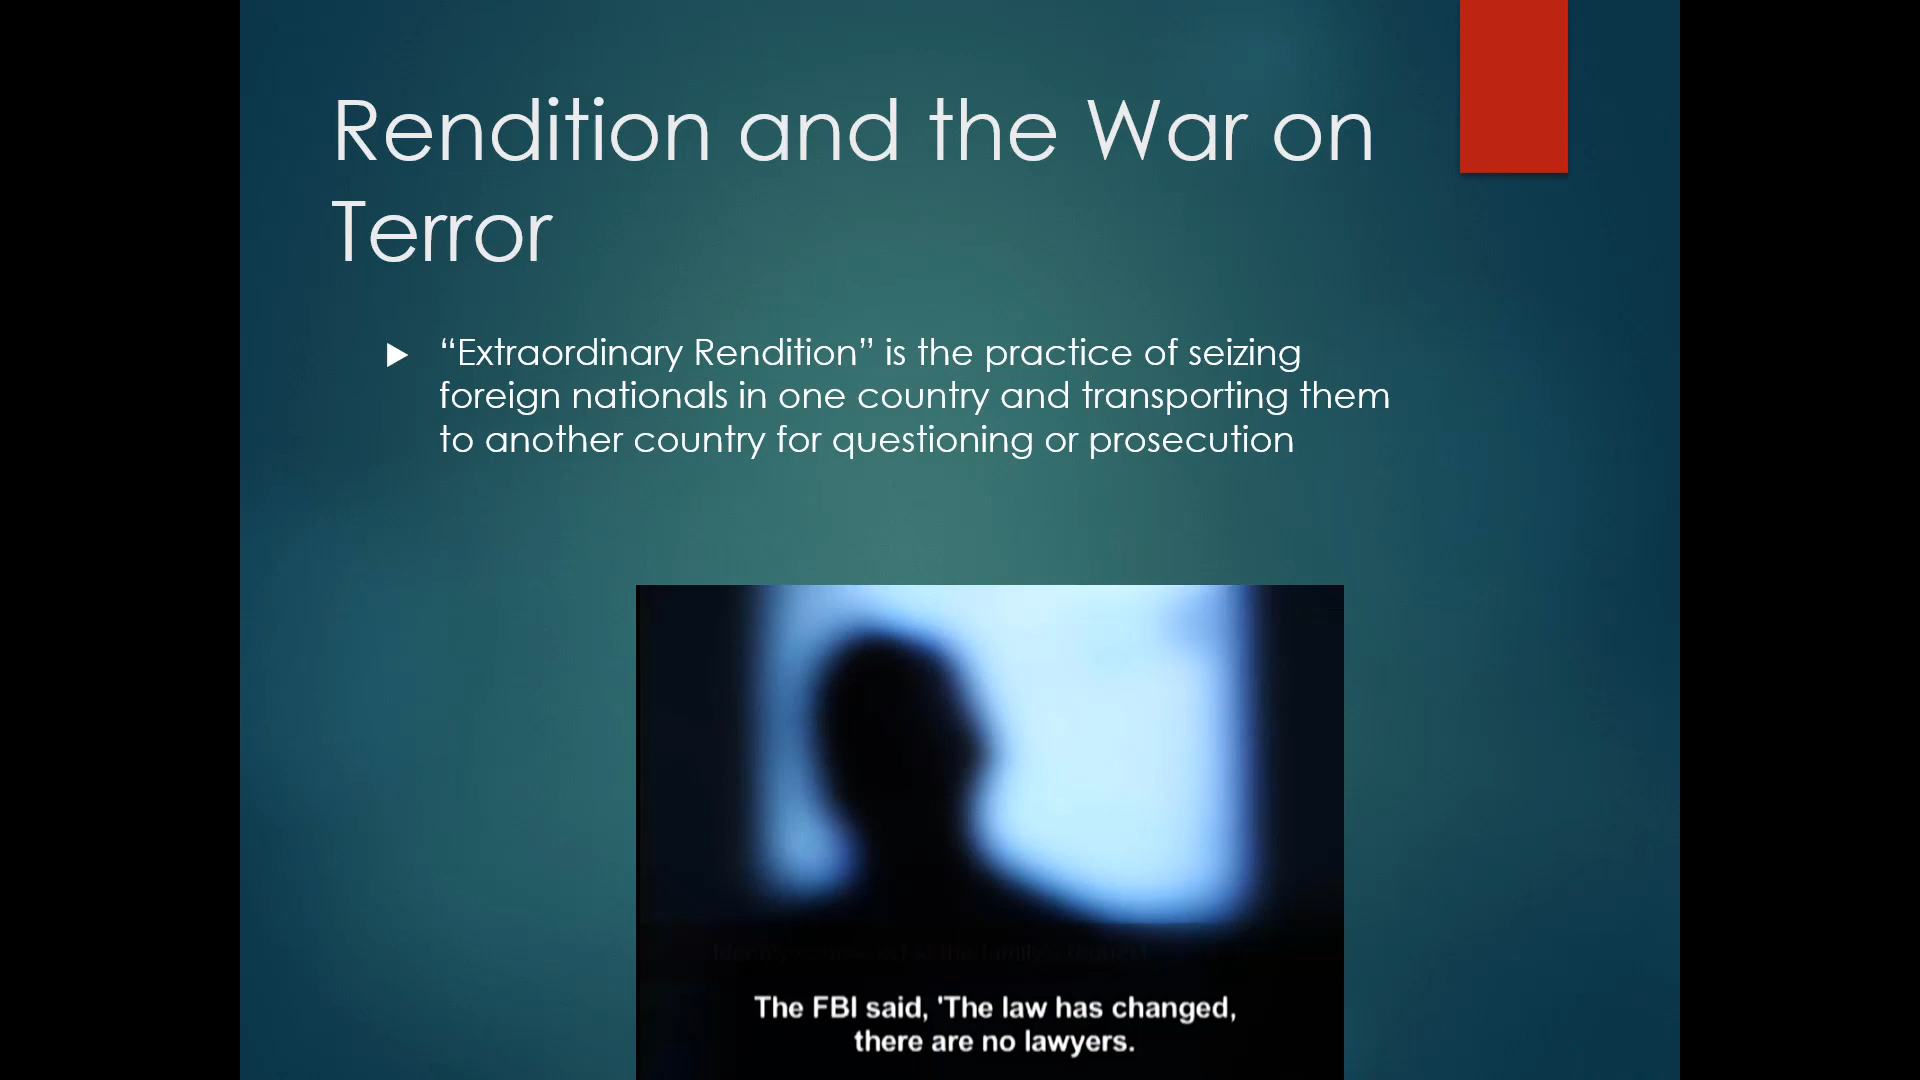 Rendition and the War on
Terror
“Extraordinary Rendition” is the practice of seizing
foreign nationals in one country and transporting them
to another country for questioning or prosecution
The FBI said, 'The law has changed,
there are no lawyers.